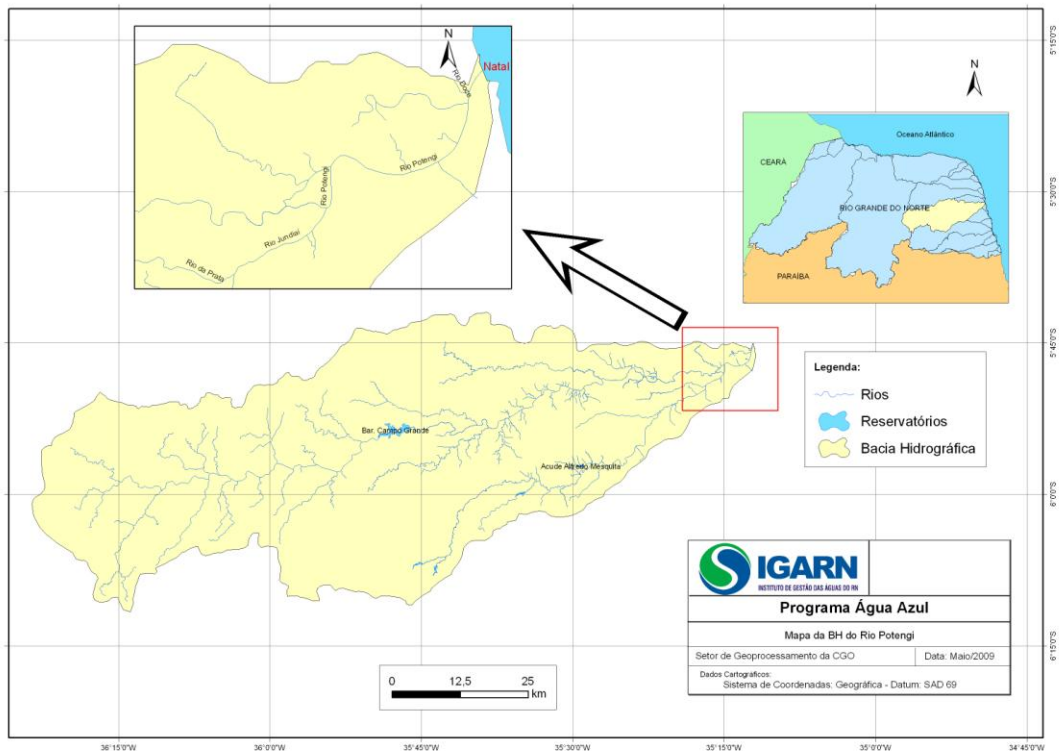 N
Natal
Rio Doce
Rio Potengi
Rio Potengi
Rio Jundiaí
Rio da Prata
N
Oceano Atlântico
CEARÁ
RIO GRANDE DO NORTE
PARAÍBA
5°15'0"S
5°30'0"S
5°45'0"S
6°0'0"S
6°15'0"S
Bar. Campo Grande
Acude Alfredo Mesquita
Legenda:
Rios
Reservatórios
Bacia Hidrográfica
IGARN
INSTITUTO DE GESTÃO DAS ÁGUAS DO RN
Programa Água Azul
Mapa da BH do Rio Potengi
Setor de Geoprocessamento da CGO
Data: Maio/2009
Dados Cartográficos:
Sistema de Coordenadas: Geográfica - Datum: SAD 69
0 12,5 25
km
36°15'0"W 36°0'0"W 35°45'0"W 35°30'0"W 35°15'0"W 35°0'0"W 34°45'0"W